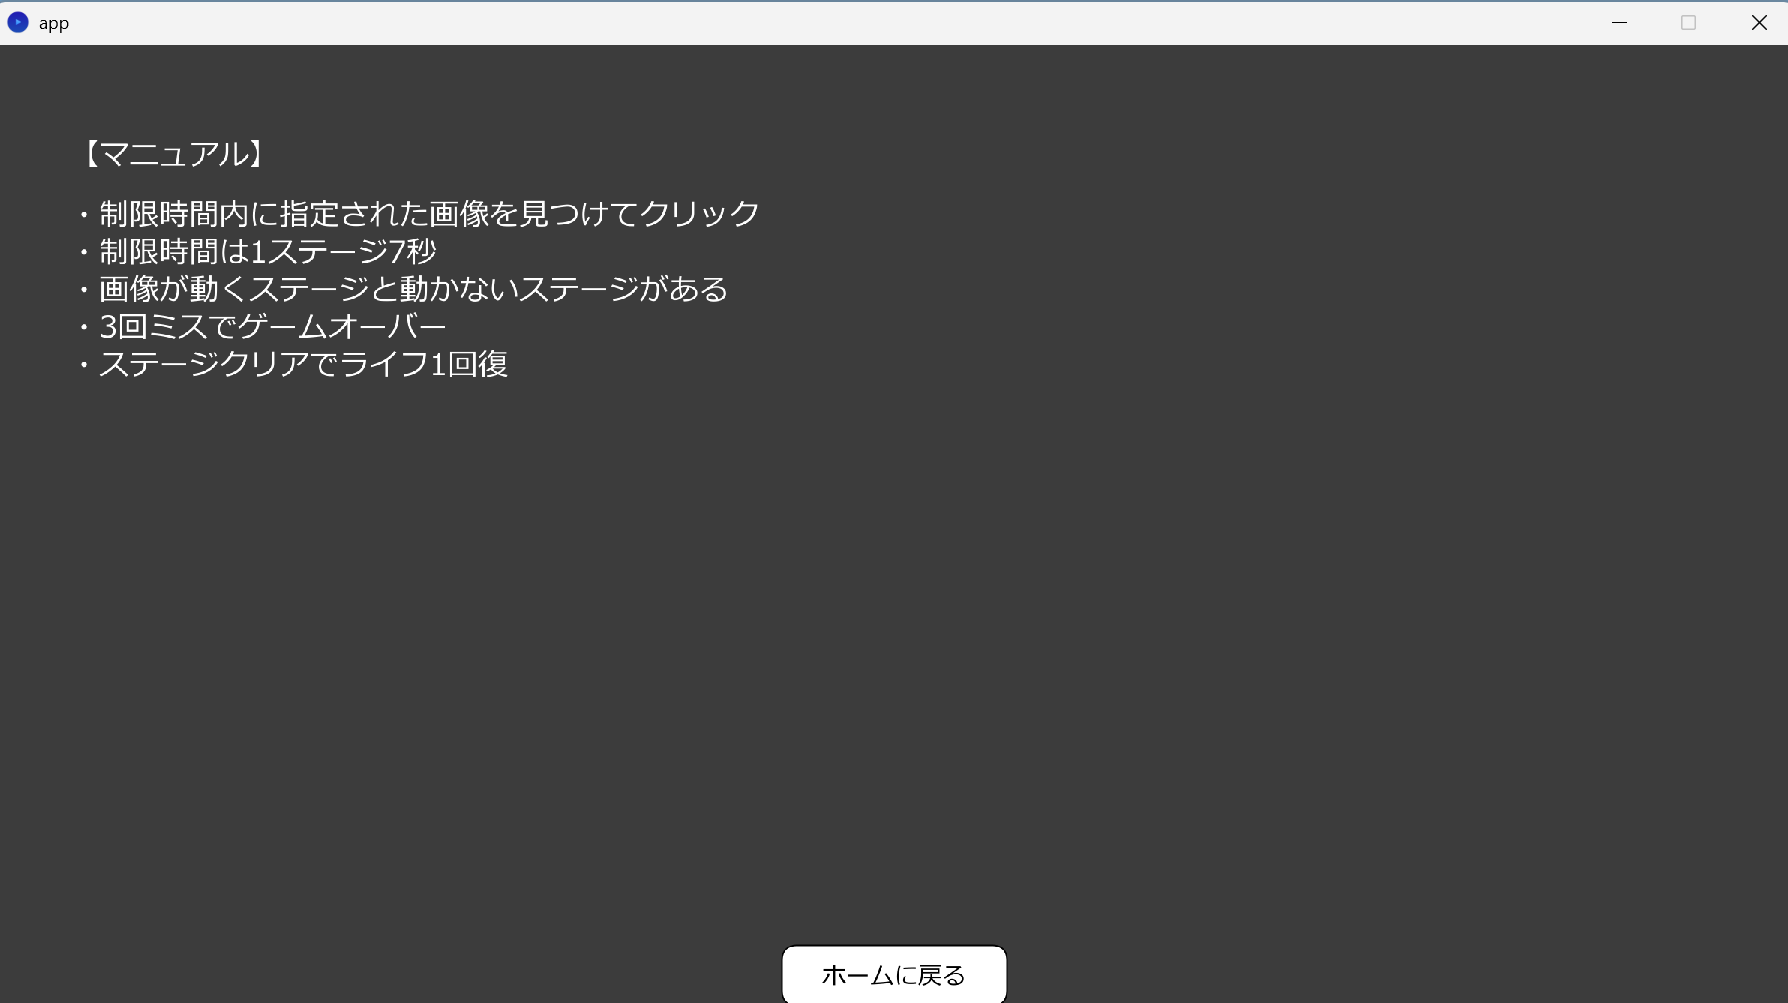 app
【マニュアル】
・制限時間内に指定された画像を見つけてクリック
・制限時間は1ステージ7秒
・画像が動くステージと動かないステージがある
・3回ミスでゲームオーバー
・ステージクリアでライフ1回復
ホームに戻る